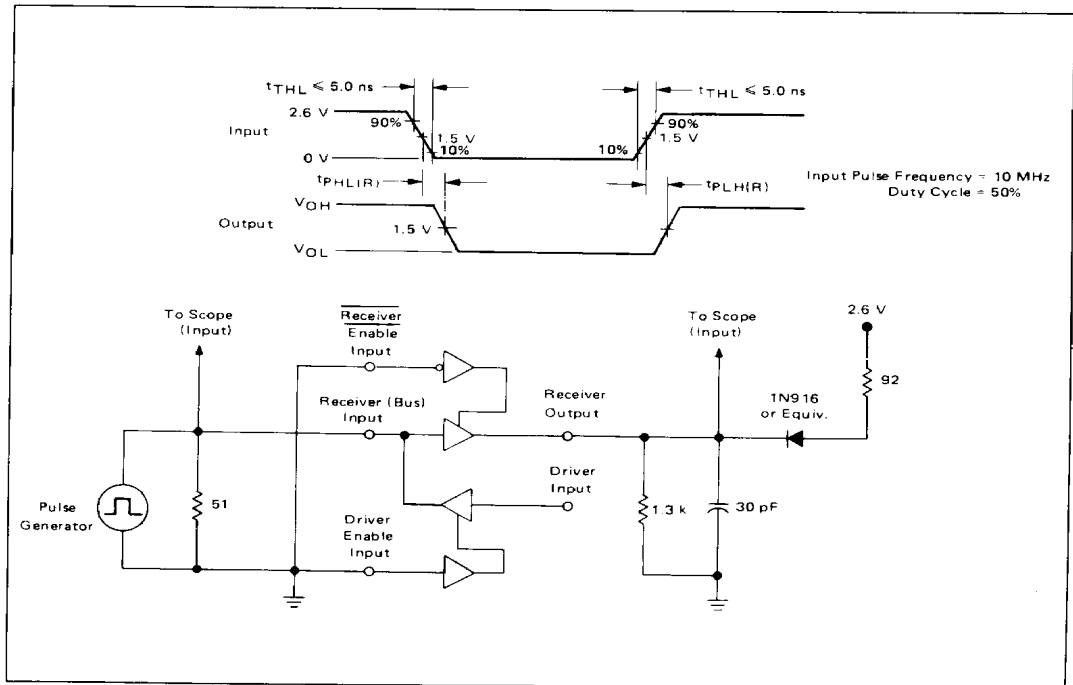 tTHL ≤ 5.0 ns
tTHL ≤ 5.0 ns
2.6 V
90%
90%
Input
1.5 V
1.5 V
10%
10%
0 V
tPHL(R)
tPLH(R)
Input Pulse Frequency = 10 MHz
Duty Cycle = 50%
VOH
Output
1.5 V
VOL
To Scope
(Input)
Receiver
Enable
Input
To Scope
(Input)
2.6 V
92
Receiver (Bus)
Input
Receiver
Output
1N916
or Equiv.
Pulse
Generator
51
Driver
Input
Driver
Enable
Input
1.3 k
30 pF